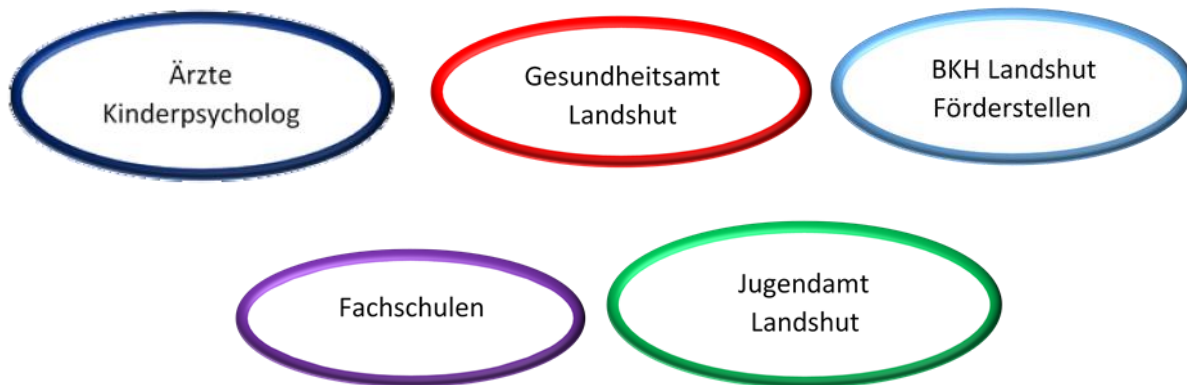 Ärzte
Kinderpsycholog
Gesundheitsamt
Landshut
BKH Landshut
Förderstellen
Fachschulen
Jugendamt
Landshut